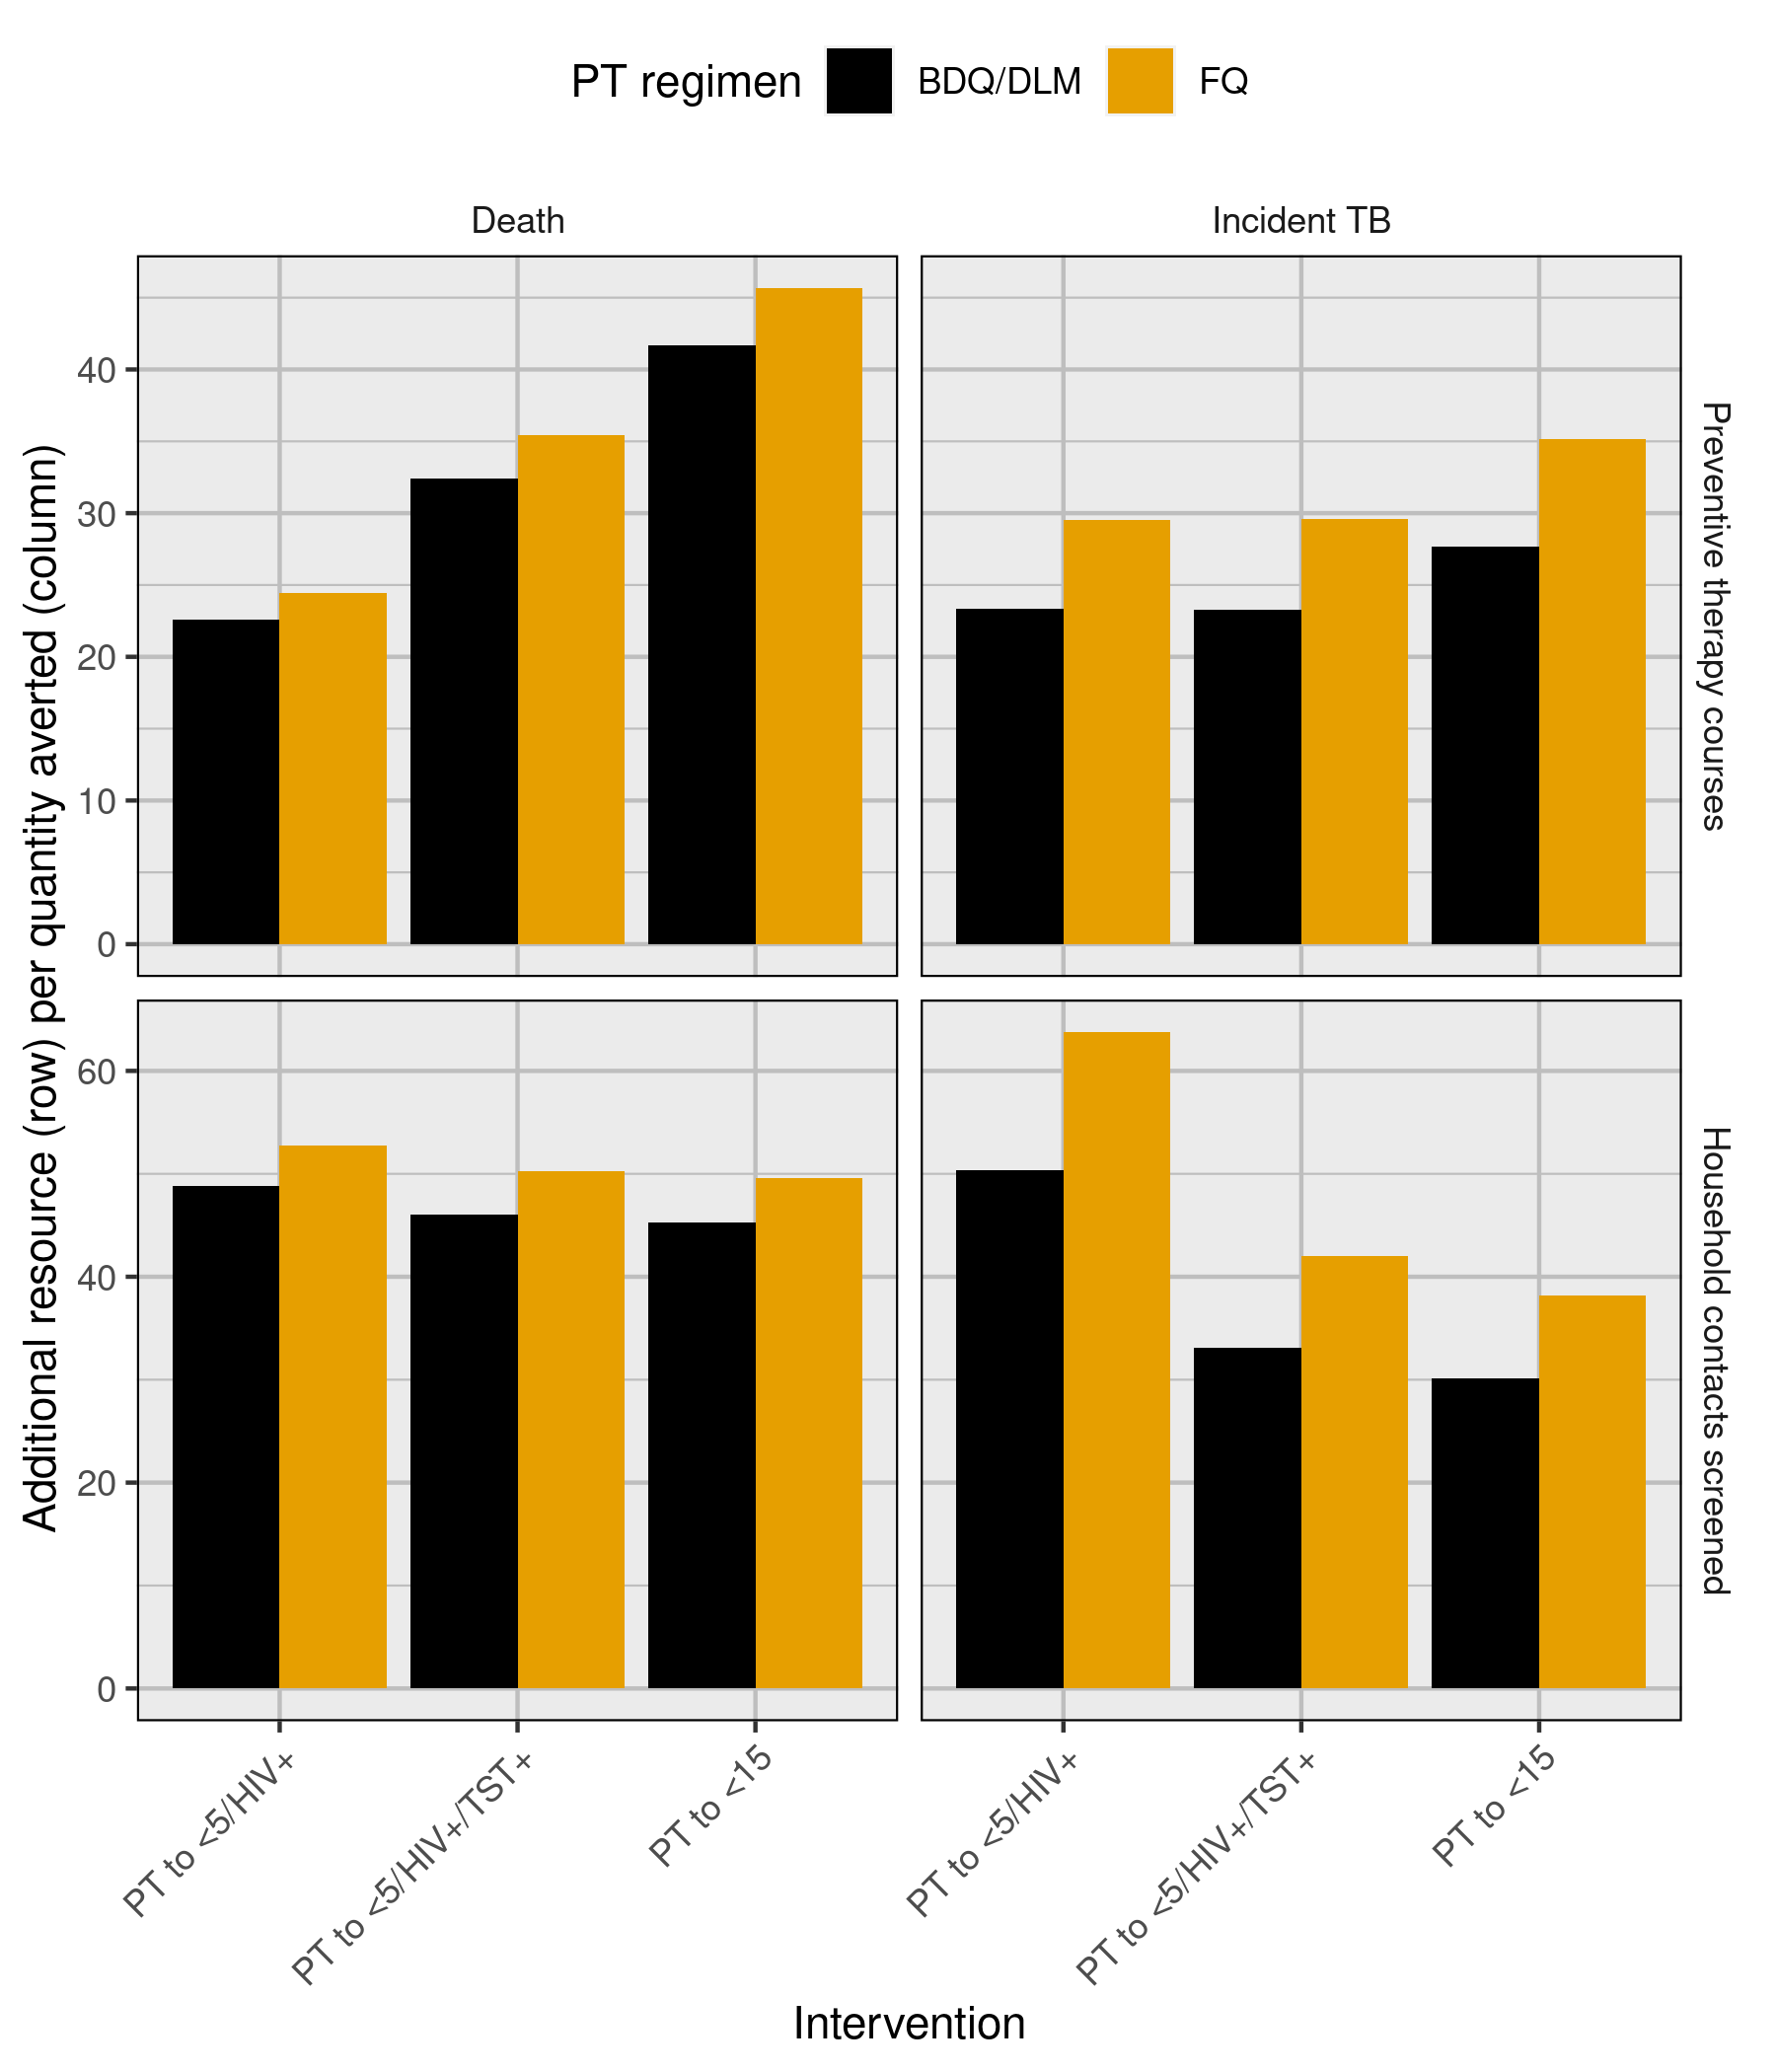 PT regimen BDQ/DLM FQ
Death Incident TB
Additional resource (row) per quantity averted (column)
40
30
20
10
0
Preventive therapy courses
60
40
20
0
Household contacts screened
PT to <5/HIV+
PT to <5/HIV+/TST+
PT to <15
PT to <5/HIV+
PT to <5/HIV+/TST+
PT to <15
Intervention